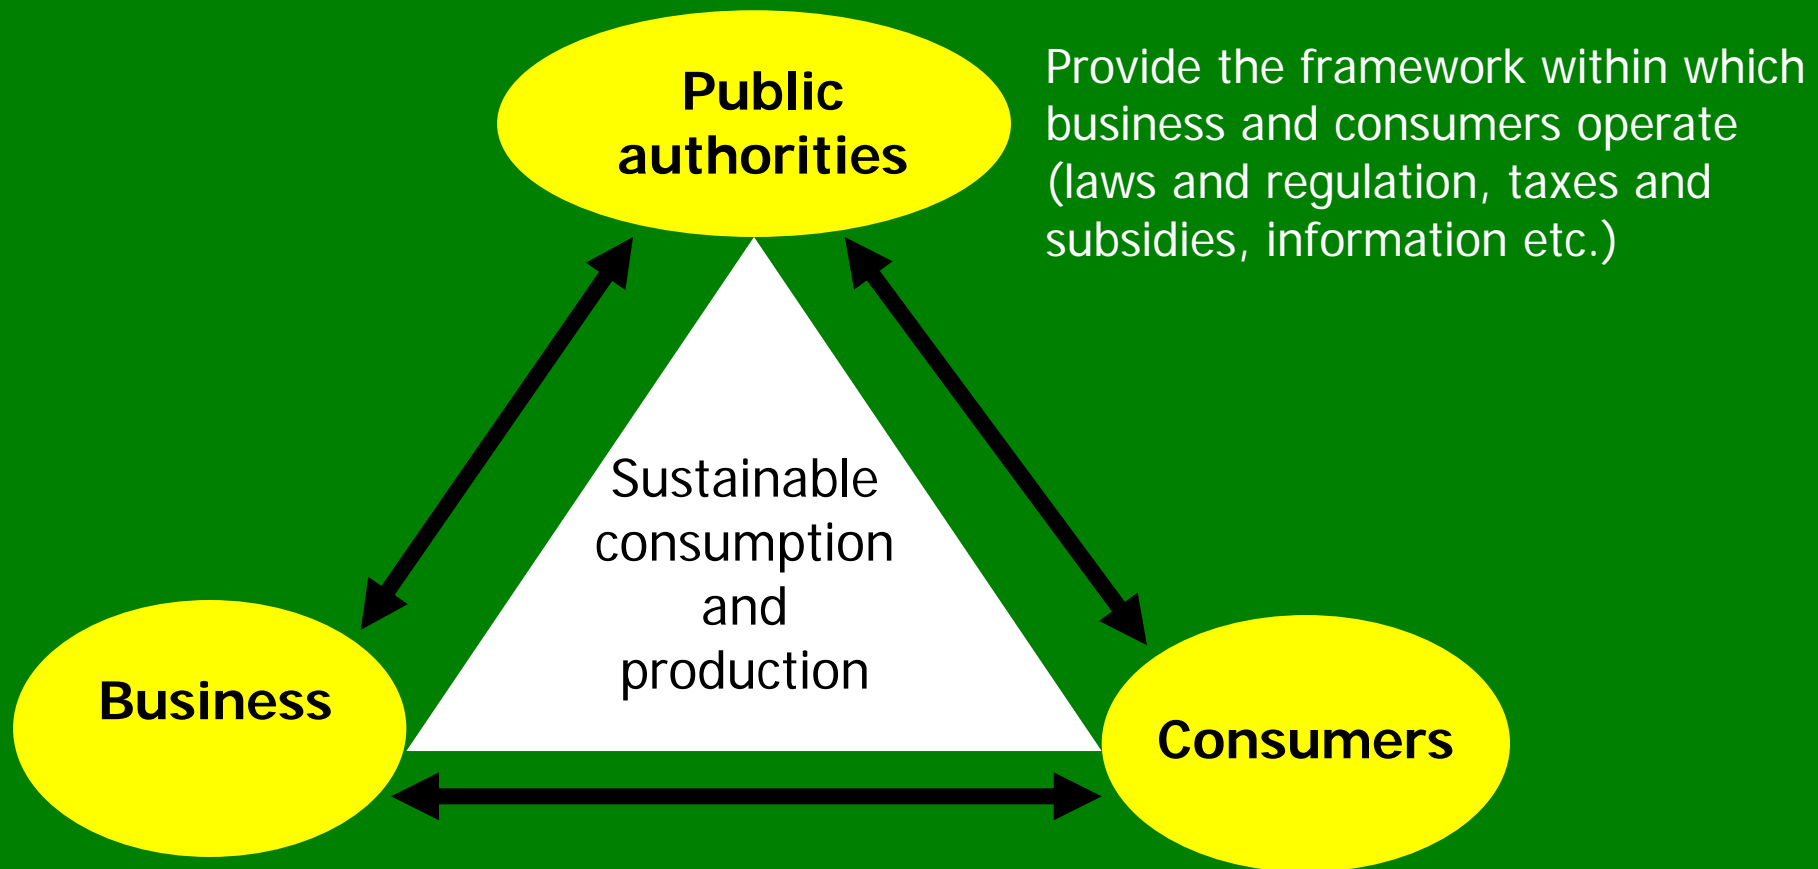 Public
authorities
Provide the framework within which
business and consumers operate
(laws and regulation, taxes and
subsidies, information etc.)
Sustainable
consumption
and
production
Business
Consumers